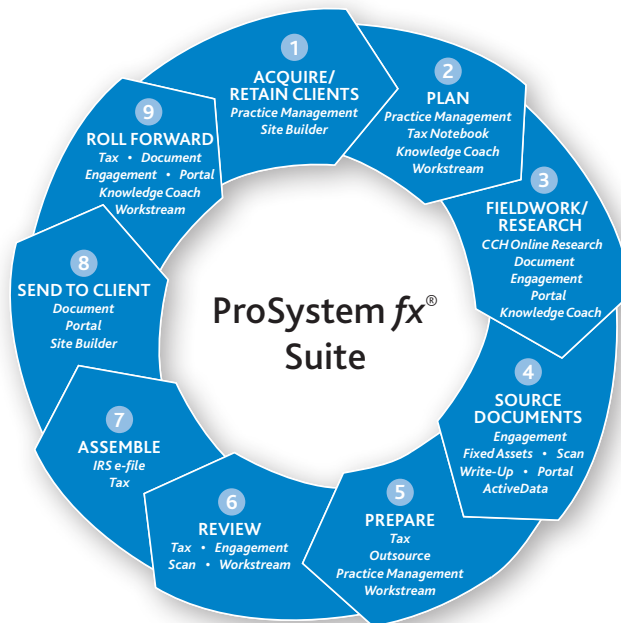 1
ACQUIRE/
RETAIN CLIENTS
Practice Management
Site Builder
2
PLAN
Practice Management
Tax Notebook
Knowledge Coach
Workstream
3
FIELDWORK/
RESEARCH
CCH Online Research
Document
Engagement
Portal
Knowledge Coach
4
SOURCE
DOCUMENTS
Engagement
Fixed Assets • Scan
Write-Up • Portal
ActiveData
5
PREPARE
Tax
Outsource
Practice Management
Workstream
6
REVIEW
Tax • Engagement
Scan • Workstream
7
ASSEMBLE
IRS e-file
Tax
8
SEND TO CLIENT
Document
Portal
Site Builder
9
ROLL FORWARD
Tax • Document
Engagement • Portal
Knowledge Coach
Workstream
ProSystem fx®
Suite